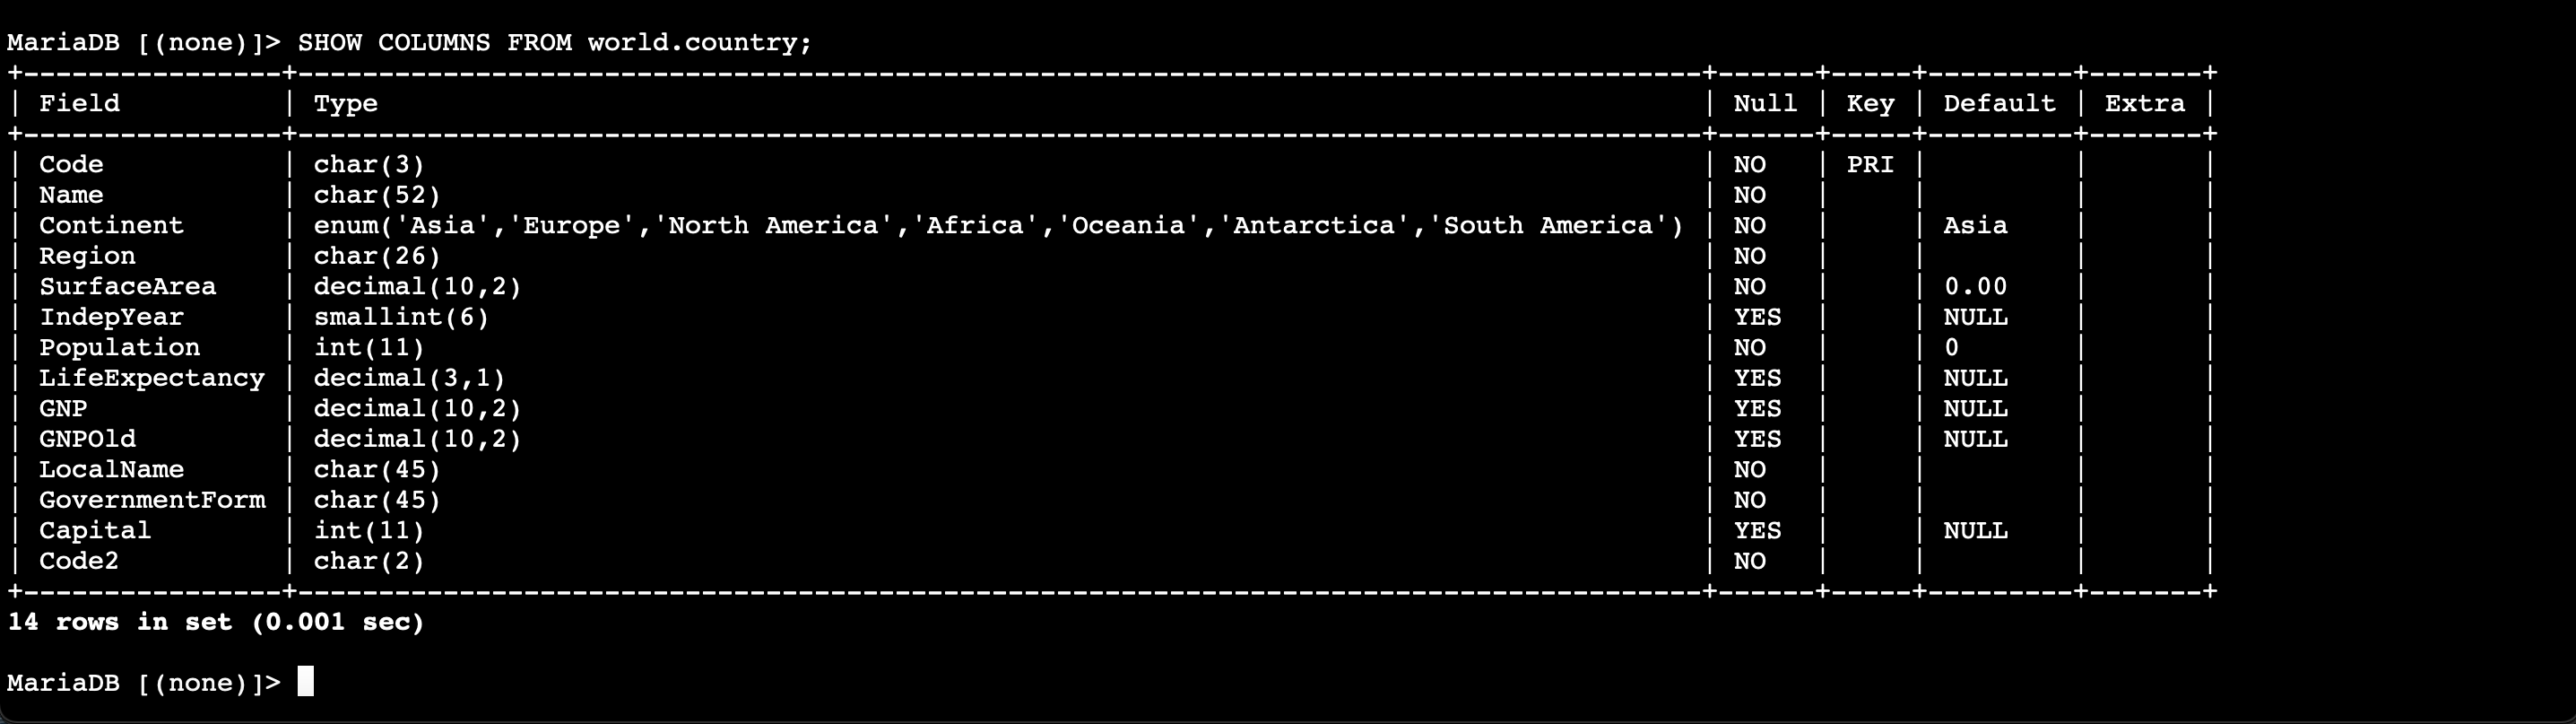 MariaDB [(none)]> SHOW COLUMNS FROM world.country;
+----------------+---------------------------------------------------------------------------------------+------+-----+---------+-------+
| Field          | Type                                                                                  | Null | Key | Default | Extra |
+----------------+---------------------------------------------------------------------------------------+------+-----+---------+-------+
| Code           | char(3)                                                                               | NO   | PRI |         |       |
| Name           | char(52)                                                                              | NO   |     |         |       |
| Continent      | enum('Asia','Europe','North America','Africa','Oceania','Antarctica','South America') | NO   |     | Asia    |       |
| Region         | char(26)                                                                              | NO   |     |         |       |
| SurfaceArea    | decimal(10,2)                                                                         | NO   |     | 0.00    |       |
| IndepYear      | smallint(6)                                                                           | YES  |     | NULL    |       |
| Population     | int(11)                                                                               | NO   |     | 0       |       |
| LifeExpectancy | decimal(3,1)                                                                          | YES  |     | NULL    |       |
| GNP            | decimal(10,2)                                                                         | YES  |     | NULL    |       |
| GNPOld         | decimal(10,2)                                                                         | YES  |     | NULL    |       |
| LocalName      | char(45)                                                                              | NO   |     |         |       |
| GovernmentForm | char(45)                                                                              | NO   |     |         |       |
| Capital        | int(11)                                                                               | YES  |     | NULL    |       |
| Code2          | char(2)                                                                               | NO   |     |         |       |
+----------------+---------------------------------------------------------------------------------------+------+-----+---------+-------+
14 rows in set (0.001 sec)
MariaDB [(none)]>